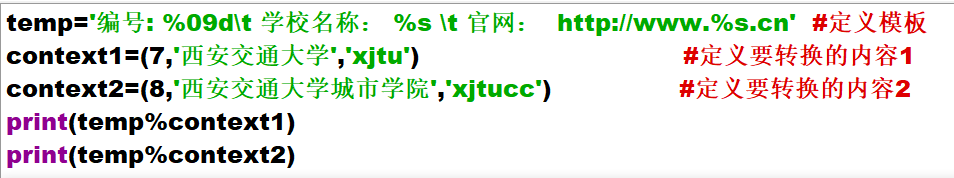 temp='编号: %09d\t 学校名称： %s \t 官网：  http://www.%s.cn'  #定义模板
context1=(7,'西安交通大学','xjtu')  #定义要转换的内容1
context2=(8,'西安交通大学城市学院','xjtucc')  #定义要转换的内容2
print(temp%context1)
print(temp%context2)